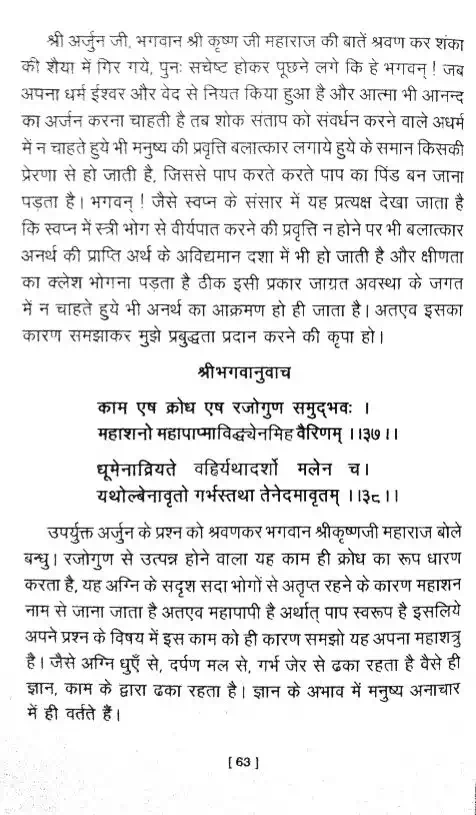 श्री अर्जुन जी, भगवान श्री कृष्ण जी महाराज की बातें श्रवण कर शंका
की शैया में गिर गये, पुनः सचेष्ट होकर पूछने लगे कि हे भगवन् ! जब
अपना धर्म ईश्वर और वेद से नियत किया हुआ है और आत्मा भी आनन्द
का अर्जन करना चाहती है तब शोक संताप को संवर्धन करने वाले अधर्म
में न चाहते हुये भी मनुष्य की प्रवृत्ति बलात्कार लगाये हुये के समान किसकी
प्रेरणा से हो जाती है, जिससे पाप करते करते पाप का पिंड बन जाना
पड़ता है। भगवन् ! जैसे स्वप्न के संसार में यह प्रत्यक्ष देखा जाता है
कि स्वप्न में स्त्री भोग से वीर्यपात करने की प्रवृत्ति न होने पर भी बलात्कार
अनर्थ की प्राप्ति अर्थ के अविद्यमान दशा में भी हो जाती है और क्षीणता
का क्लेश भोगना पड़ता है ठीक इसी प्रकार जाग्रत अवस्था के जगत
में न चाहते हुये भी अनर्थ का आक्रमण हो ही जाता है। अतएव इसका
कारण समझाकर मुझे प्रबुद्धता प्रदान करने की कृपा हो।
श्रीभगवानुवाच
काम एष क्रोध एष रजोगुण समुद्भवः ।
महाशनो महापाप्माविद्ध्येनमिह वैरिणम् ।।३७।।
धूमेनाव्रियते वह्निर्यथादर्शो मलेन च।
यथोल्बेनावृतो गर्भस्तथा तेनेदमावृतम् ।।३८।।
उपर्युक्त अर्जुन के प्रश्न को श्रवणकर भगवान श्रीकृष्णजी महाराज बोले
बन्धु। रजोगुण से उत्पन्न होने वाला यह काम ही क्रोध का रूप धारण
करता है, यह अग्नि के सदृश सदा भोगों से अतृप्त रहने के कारण महाशन
नाम से जाना जाता है अतएव महापापी है अर्थात् पाप स्वरूप है इसलिये
अपने प्रश्न के विषय में इस काम को ही कारण समझो यह अपना महाशत्रु
है। जैसे अग्नि धुएँ से, दर्पण मल से, गर्भ जेर से ढका रहता है वैसे ही
ज्ञान, काम के द्वारा ढका रहता है। ज्ञान के अभाव में मनुष्य अनाचार
में ही वर्तते हैं।
[ 63 ]